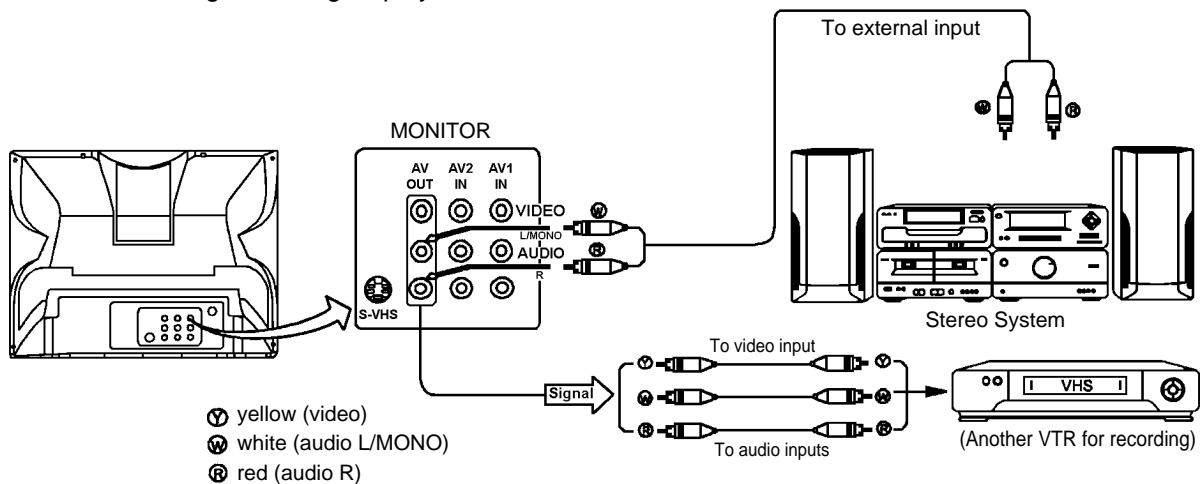 To external input
W
R
MONITOR
AV OUT
AV2 IN
AV1 IN
VIDEO
W
L/MONO
AUDIO
R
R
S-VHS
Stereo System
Signal
Y
To video input
Y
W
W
R
To audio inputs
R
VHS
(Another VTR for recording)
Y yellow (video)
W white (audio L/MONO)
R red (audio R)